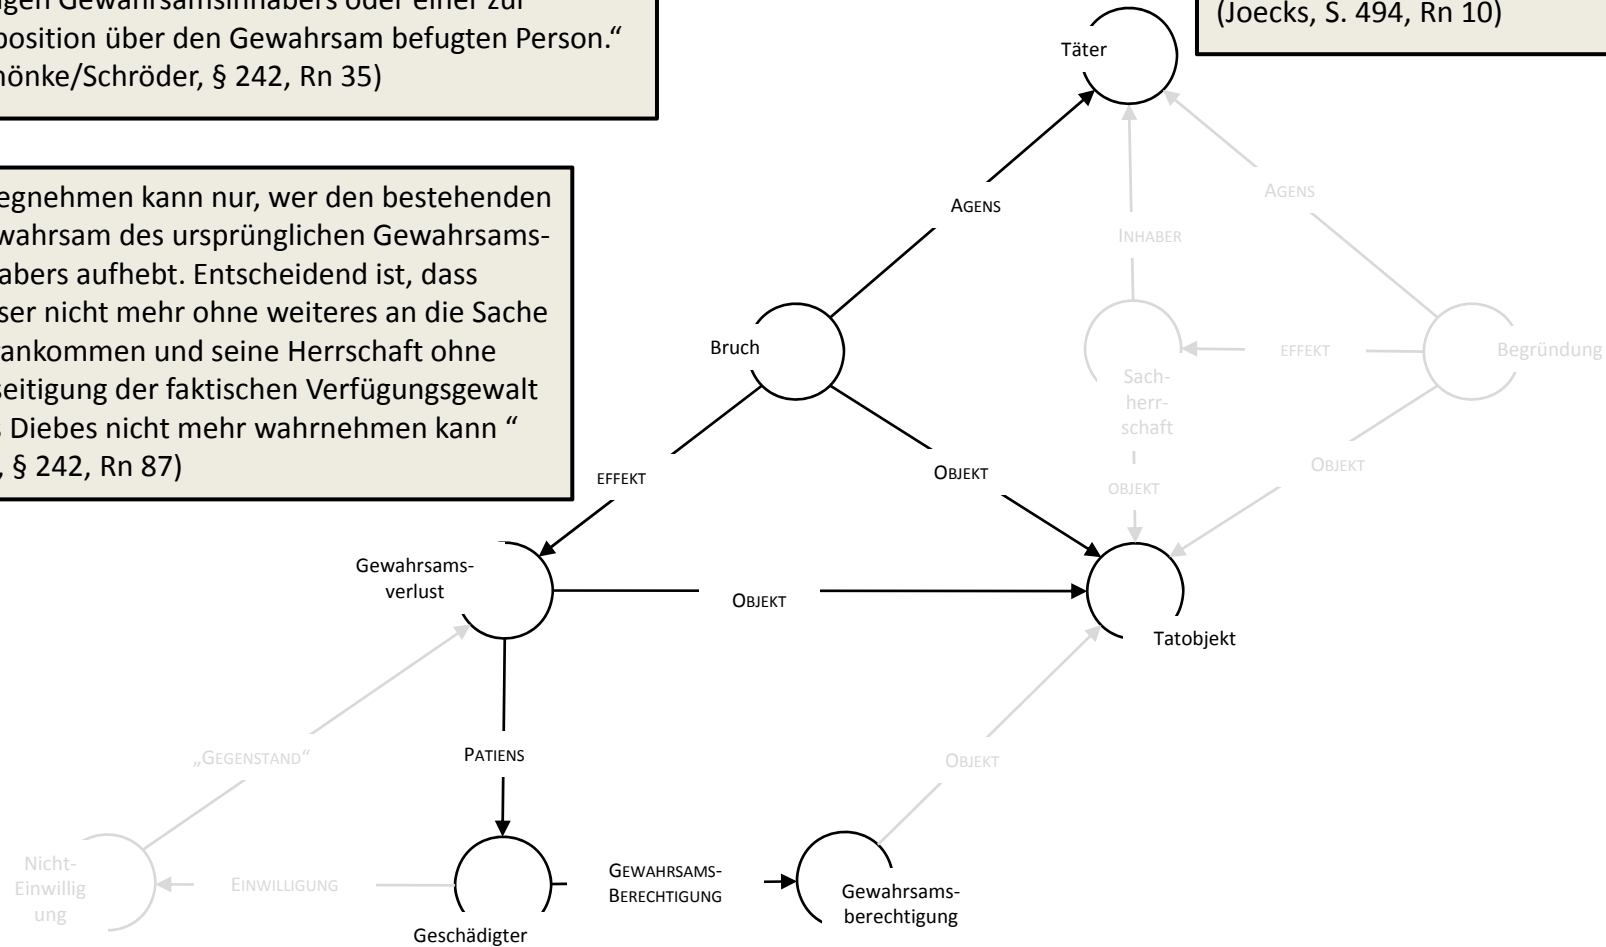 igen Gewahrsamsinhabers oder einer zur
position über den Gewahrsam befugten Person.“
hönke/Schröder, § 242, Rn 35)
(Joecks, S. 494, Rn 10)
egnehmen kann nur, wer den bestehenden
wahrsam des ursprünglichen Gewahrsams-
abers aufhebt. Entscheidend ist, dass
ser nicht mehr ohne weiteres an die Sache
ankommen und seine Herrschaft ohne
seitigung der faktischen Verfügungsgewalt
s Diebes nicht mehr wahrnehmen kann “
, § 242, Rn 87)
Täter
AGENS
AGENS
INHABER
Bruch
EFFEKT
Begründung
Sach-
herr-
schaft
EFFEKT
OBJEKT
OBJEKT
OBJEKT
Gewahrsams-
verlust
OBJEKT
Tatobjekt
„GEGENSTAND“
PATIENS
OBJEKT
Nicht-
Einwillig
ung
EINWILLIGUNG
GEWAHRSAMS-
BERECHTIGUNG
Gewahrsams-
berechtigung
Geschädigter